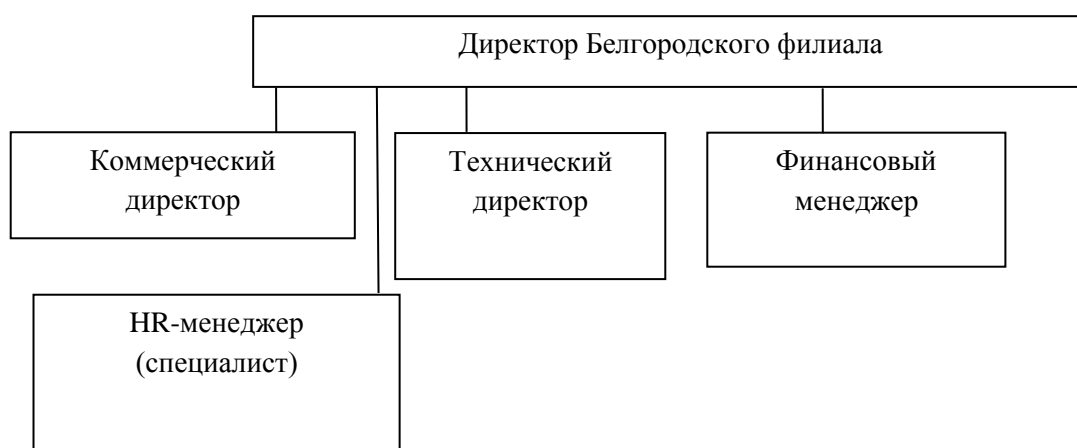 Директор Белгородского филиала
Коммерческий
директор
Технический
директор
Финансовый
менеджер
HR-менеджер
(специалист)